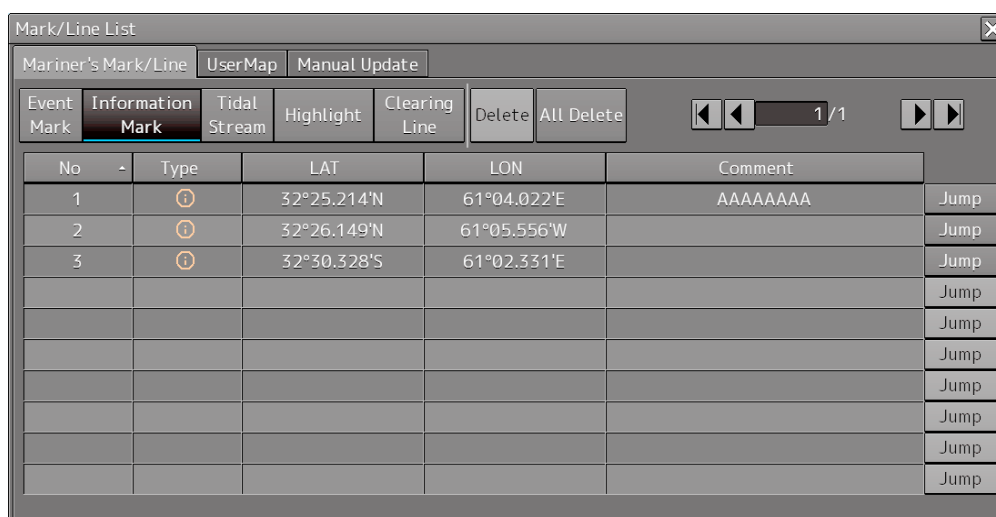 Mark/Line List
Mariner's Mark/Line UserMap Manual Update
Event Mark Information Mark Tidal Stream Highlight Clearing Line Delete All Delete 1/1
No Type LAT LON Comment
1 32°25.214'N 61°04.022'E AAAAAAAA Jump
2 32°26.149'N 61°05.556'W Jump
3 32°30.328'S 61°02.331'E Jump
Jump
Jump
Jump
Jump
Jump
Jump
Jump